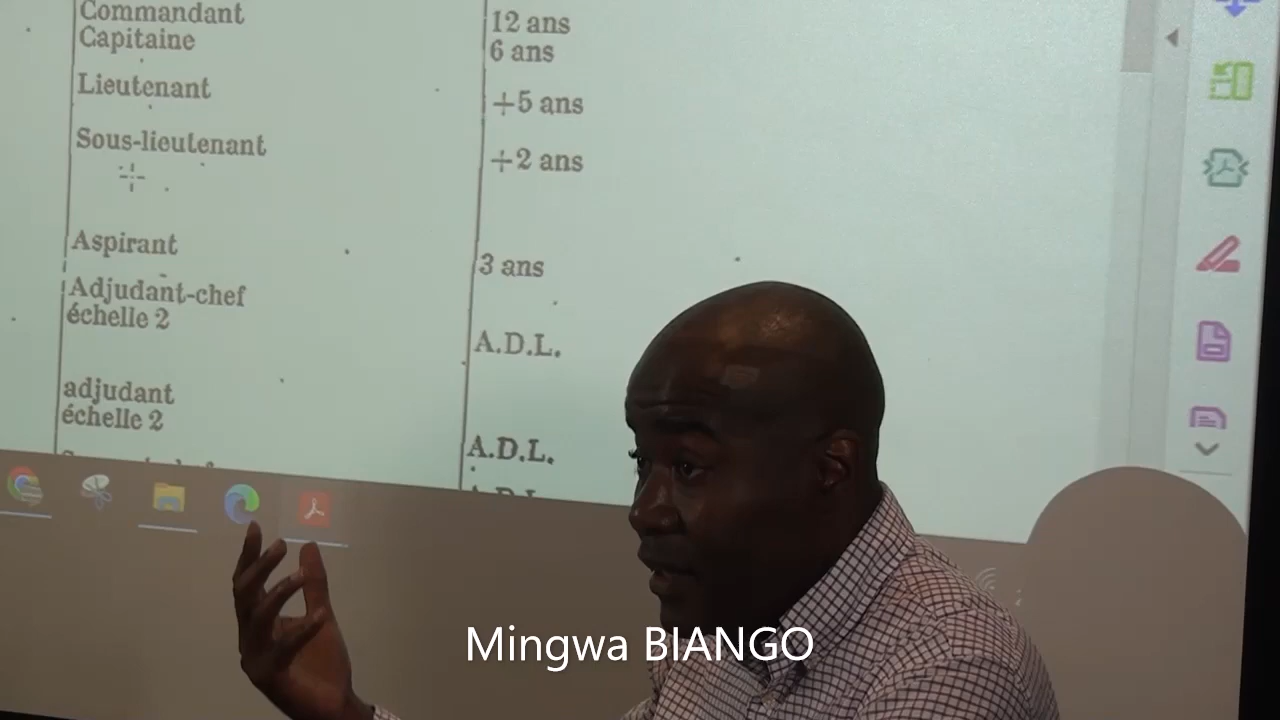 Commandant 12 ans
Capitaine 6 ans
Lieutenant +5 ans
Sous-lieutenant +2 ans
Aspirant 3 ans
Adjudant-chef
échelle 2 A.D.L.
adjudant
échelle 2 A.D.L.
Mingwa BIANGO